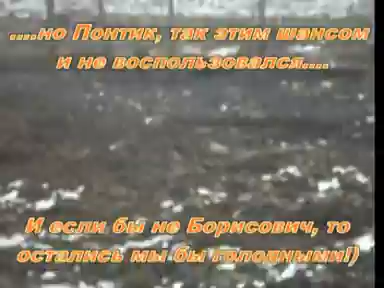 ....но Понтик, так этим шансом
и не воспользовался....
И если бы не Борисович, то
остались мы бы голодными!)